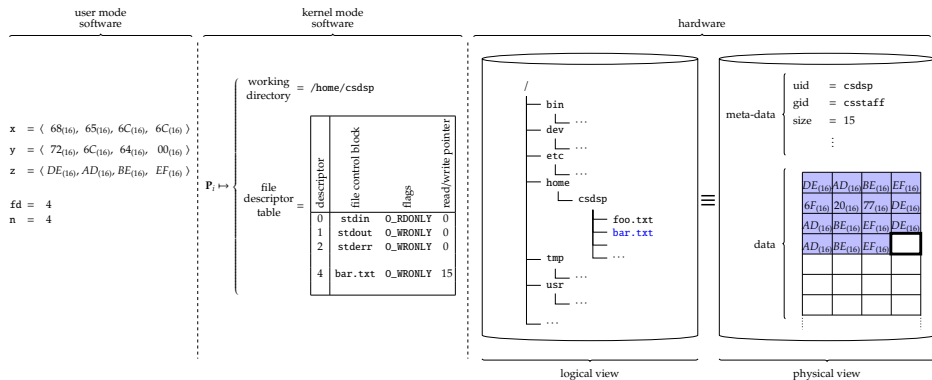 user mode
software
kernel mode
software
hardware
x = ⟨ 68(16), 65(16), 6C(16), 6C(16) ⟩
y = ⟨ 72(16), 6C(16), 64(16), 00(16) ⟩
z = ⟨ DE(16), AD(16), BE(16), EF(16) ⟩
fd = 4
n = 4
Pi ↦
working
directory = /home/csdsp
file
descriptor
table =
descriptor file control block flags read/write pointer
0 stdin O_RDONLY 0
1 stdout O_WRONLY 0
2 stderr O_WRONLY 0
4 bar.txt O_WRONLY 15
/
bin
...
dev
...
etc
...
home
csdsp
foo.txt
bar.txt
...
tmp
...
usr
...
...
logical view
≡
meta-data
uid = csdsp
gid = csstaff
size = 15
⋮
data
DE(16) AD(16) BE(16) EF(16)
6F(16) 20(16) 77(16) DE(16)
AD(16) BE(16) EF(16) DE(16)
AD(16) BE(16) EF(16)
physical view